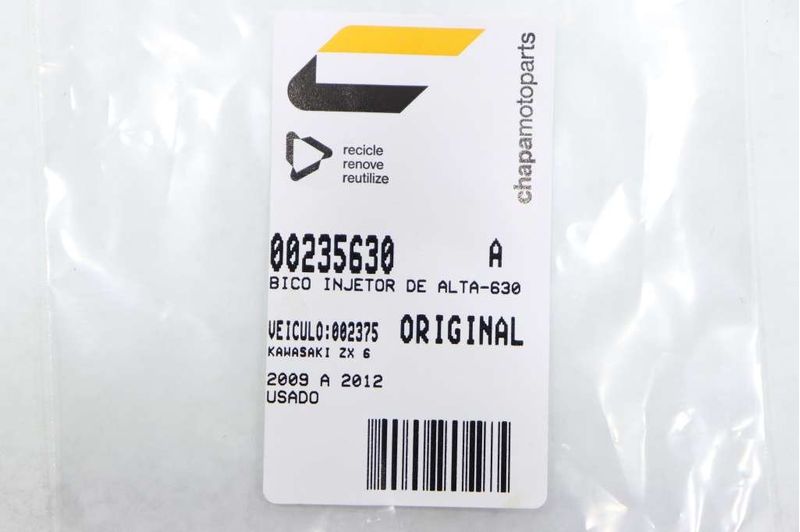 chapamotoparts
recicle
renove
reutilize
00235630 A
BICO INJETOR DE ALTA-630
VEICULO:002375 ORIGINAL
KAWASAKI ZX 6
2009 A 2012
USADO